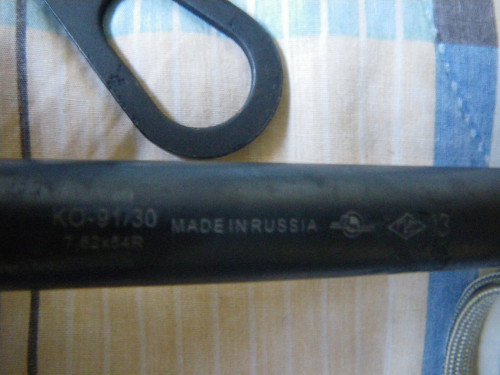 KO-91/30 MADE IN RUSSIA 13
7.62x54R